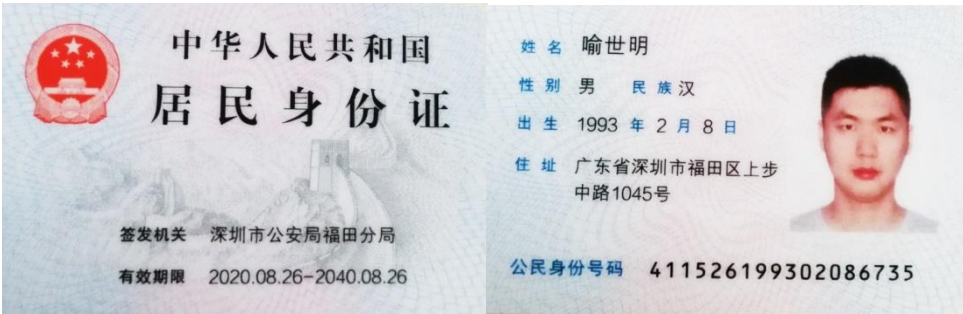 中华人民共和国
居民身份证
签发机关 深圳市公安局福田分局
有效期限 2020.08.26-2040.08.26
姓名 喻世明
性别 男 民族 汉
出生 1993 年 2 月 8 日
住址 广东省深圳市福田区上步
中路1045号
公民身份号码 411526199302086735